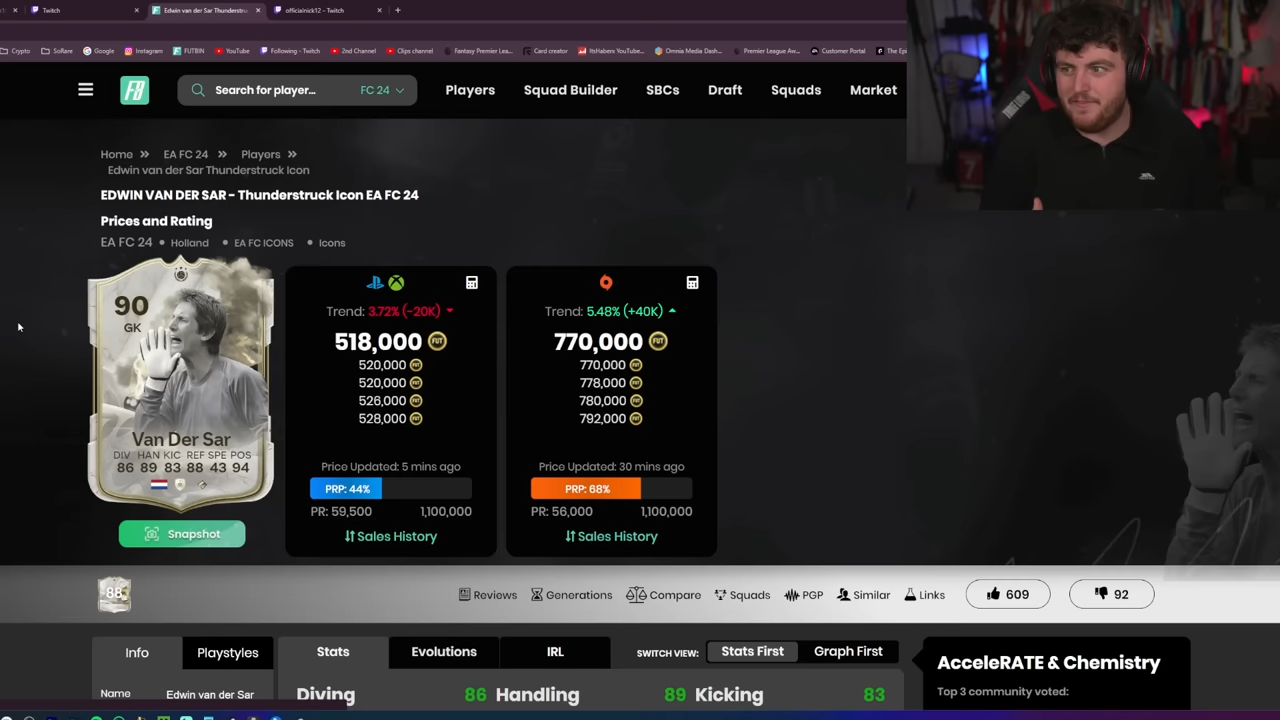 Twitch
Edwin van der Sar Thunderstru
officialnick12 - Twitch
Crypto
SoRare
Google
Instagram
FUTBIN
YouTube
Following - Twitch
2nd Channel
Clips channel
Fantasy Premier Lea...
Card creator
ItsHaberx YouTube...
Omnia Media Dash...
Premier League Aw...
Customer Portal
The Epi
FB
Search for player...
FC 24
Players
Squad Builder
SBCs
Draft
Squads
Market
Home
EA FC 24
Players
Edwin van der Sar Thunderstruck Icon
EDWIN VAN DER SAR - Thunderstruck Icon EA FC 24
Prices and Rating
EA FC 24 • Holland • EA FC ICONS • Icons
90
GK
Van Der Sar
DIV HAN KIC REF SPE POS
86 89 83 88 43 94
Snapshot
Trend: 3.72% (-20K)
518,000
520,000
520,000
526,000
528,000
Price Updated: 5 mins ago
PRP: 44%
PR: 59,500 1,100,000
Sales History
Trend: 5.48% (+40K)
770,000
770,000
778,000
780,000
792,000
Price Updated: 30 mins ago
PRP: 68%
PR: 56,000 1,100,000
Sales History
88
Reviews
Generations
Compare
Squads
PGP
Similar
Links
609
92
Info
Playstyles
Stats
Evolutions
IRL
SWITCH VIEW:
Stats First
Graph First
Name Edwin van der Sar
Diving 86
Handling 89
Kicking 83
AcceleRATE & Chemistry
Top 3 community voted: